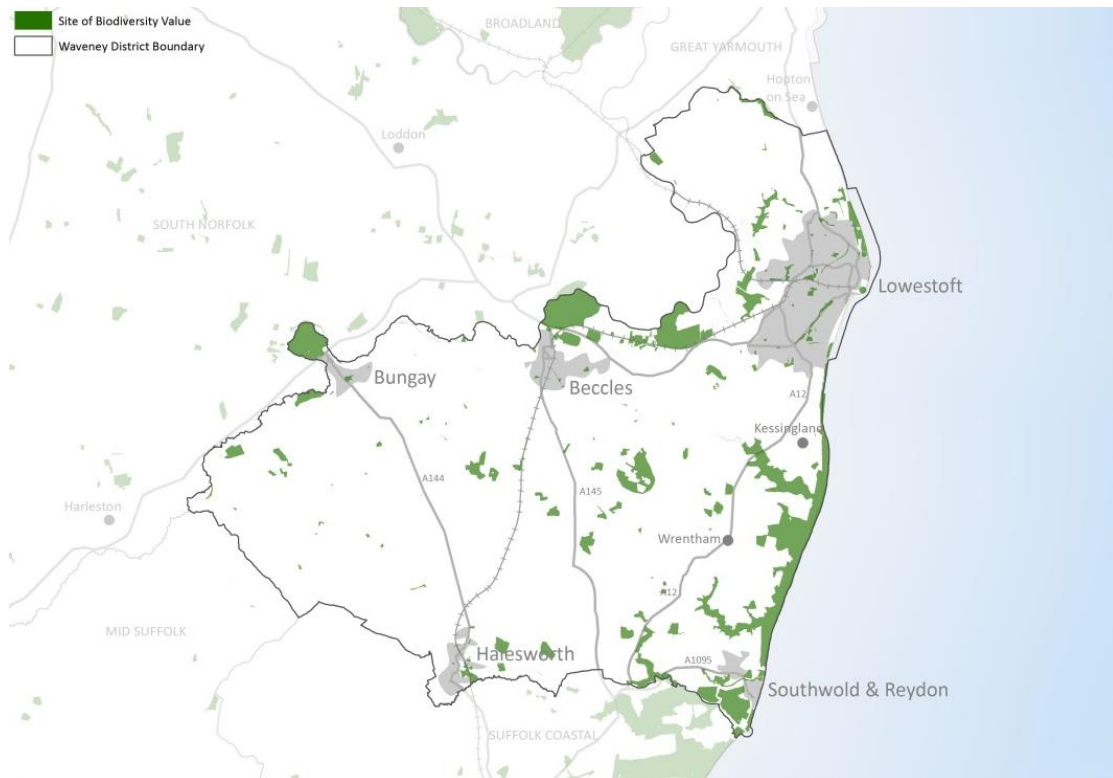 Site of Biodiversity Value
Waveney District Boundary
BROADLAND
GREAT YARMOUTH
Hopton
on Sea
Loddon
SOUTH NORFOLK
Lowestoft
Bungay
Beccles
A12
Kessingland
A144
A145
Harleston
Wrentham
A12
MID SUFFOLK
Halesworth
A1095
Southwold & Reydon
SUFFOLK COASTAL